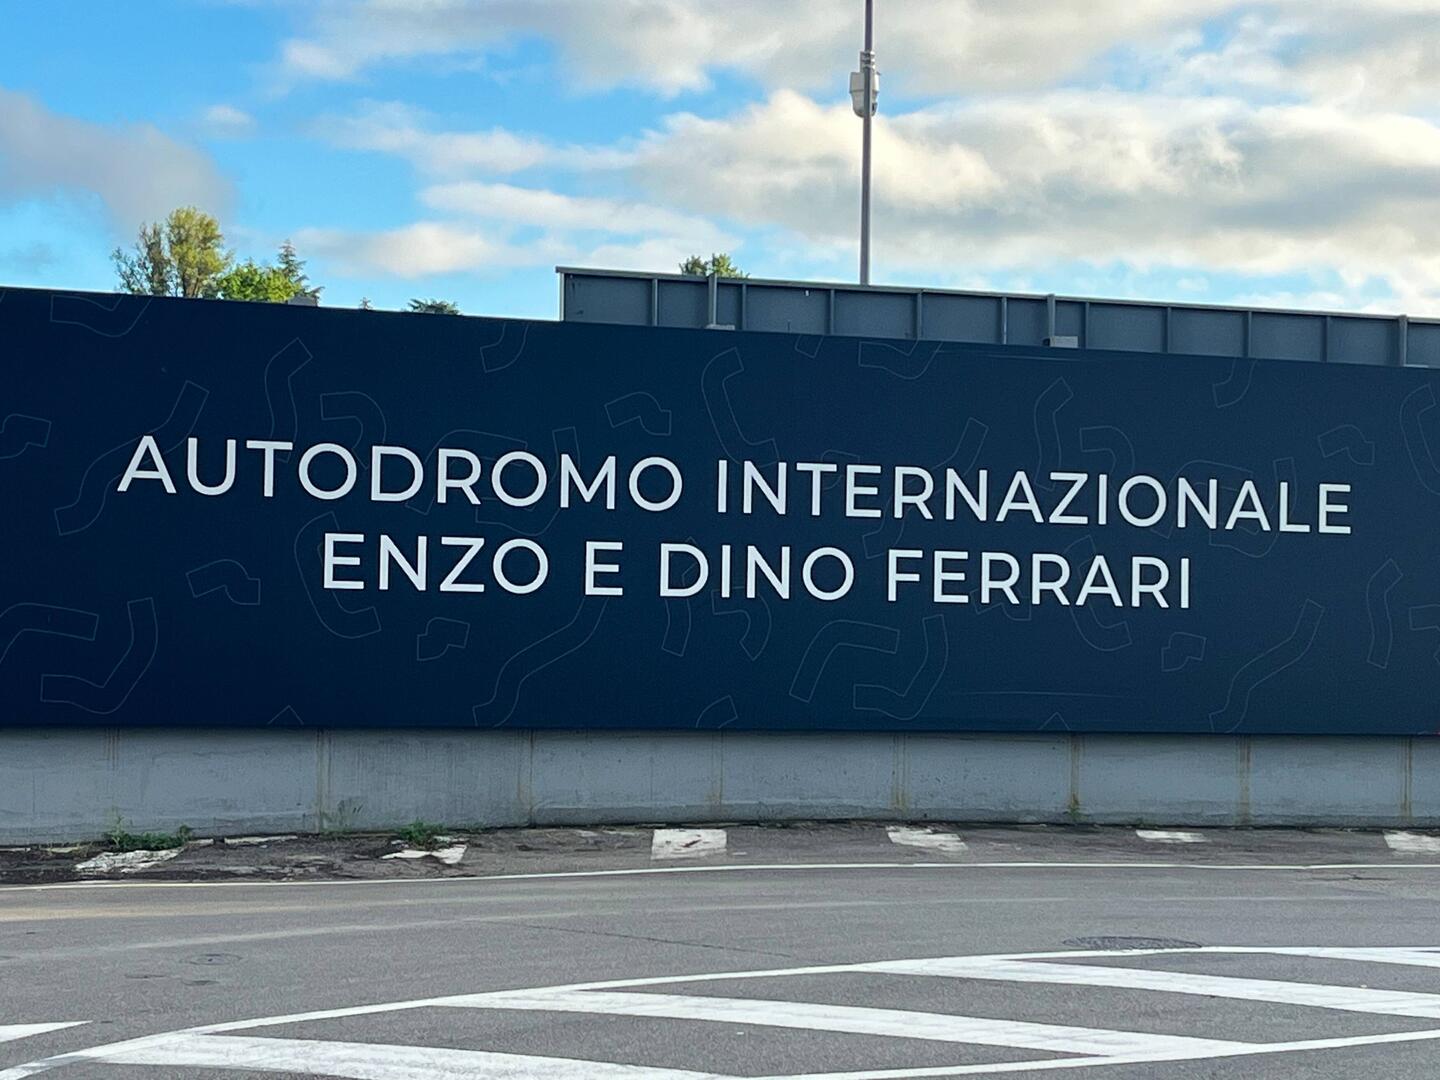 AUTODROMO INTERNAZIONALE
ENZO E DINO FERRARI